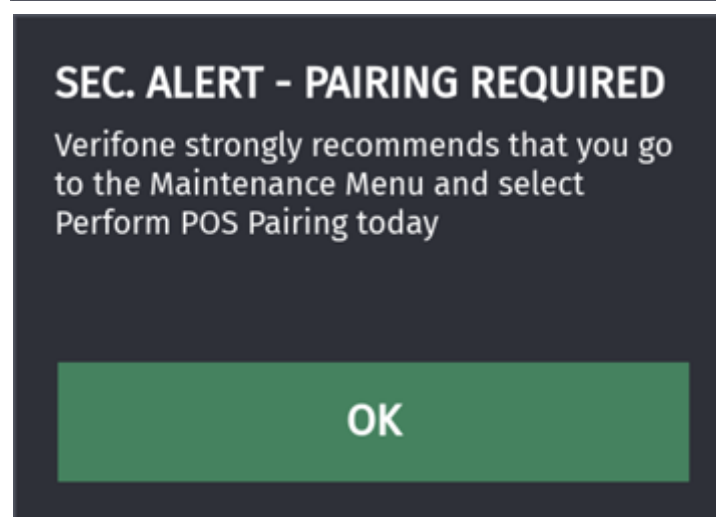 SEC. ALERT - PAIRING REQUIRED
Verifone strongly recommends that you go
to the Maintenance Menu and select
Perform POS Pairing today
OK